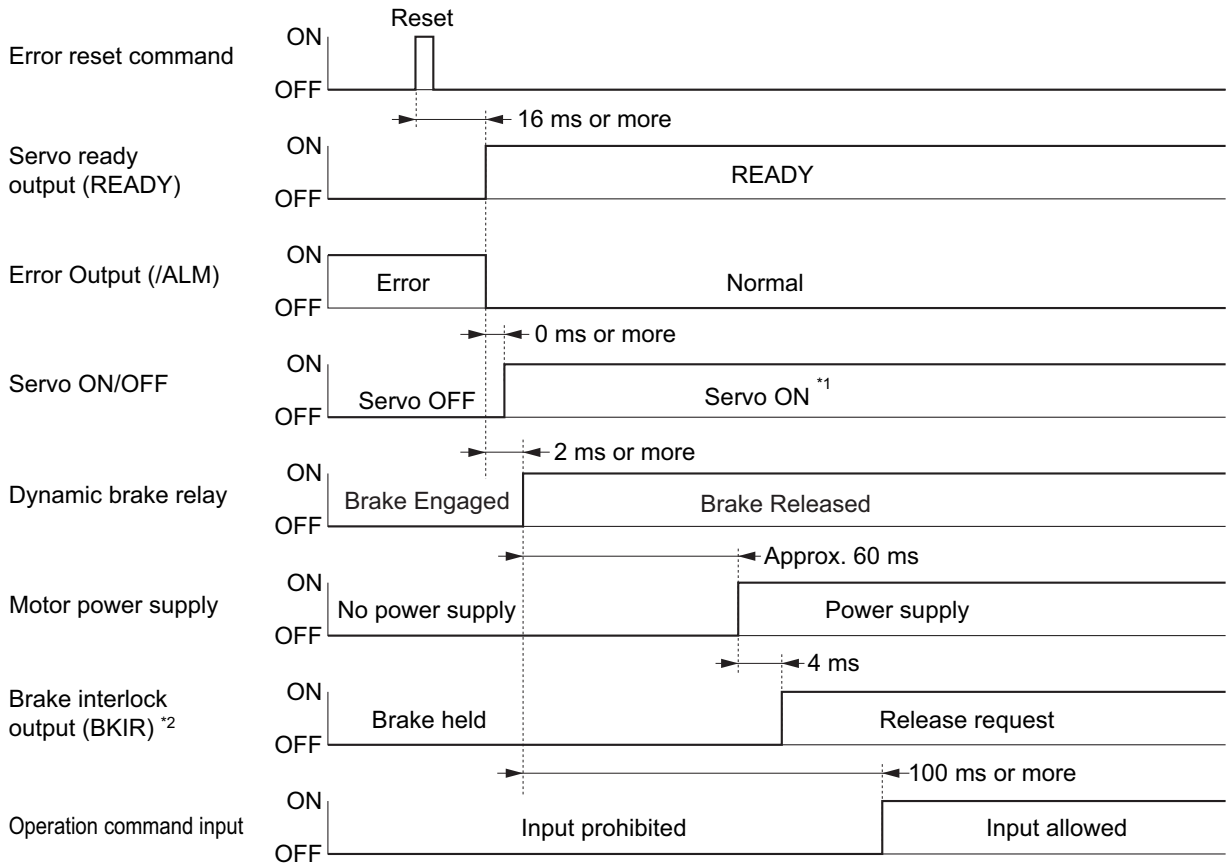 Reset
ON
Error reset command
OFF
16 ms or more
ON
Servo ready
output (READY)
READY
OFF
ON
Error Output (/ALM)
Error
Normal
OFF
0 ms or more
ON
Servo ON/OFF
Servo OFF
Servo ON *1
OFF
2 ms or more
ON
Dynamic brake relay
Brake Engaged
Brake Released
OFF
Approx. 60 ms
ON
Motor power supply
No power supply
Power supply
OFF
4 ms
ON
Brake interlock
output (BKIR) *2
Brake held
Release request
OFF
100 ms or more
ON
Operation command input
Input prohibited
Input allowed
OFF